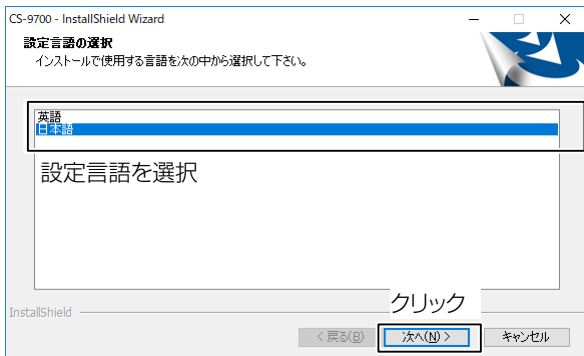 CS-9700 - InstallShield Wizard
設定言語の選択
インストールで使用する言語を次の中から選択して下さい。
英語
日本語
設定言語を選択
クリック
InstallShield
< 戻る(B)
次へ(N) >
キャンセル